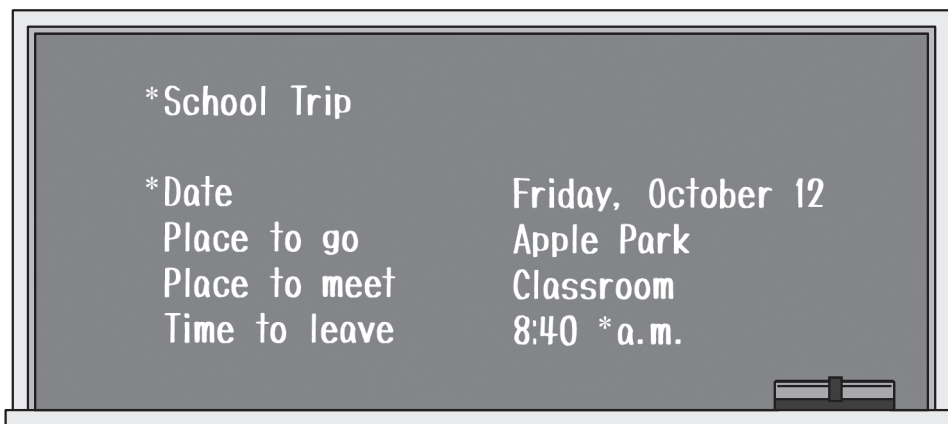 *School Trip
*Date Friday, October 12
Place to go Apple Park
Place to meet Classroom
Time to leave 8:40 *a.m.